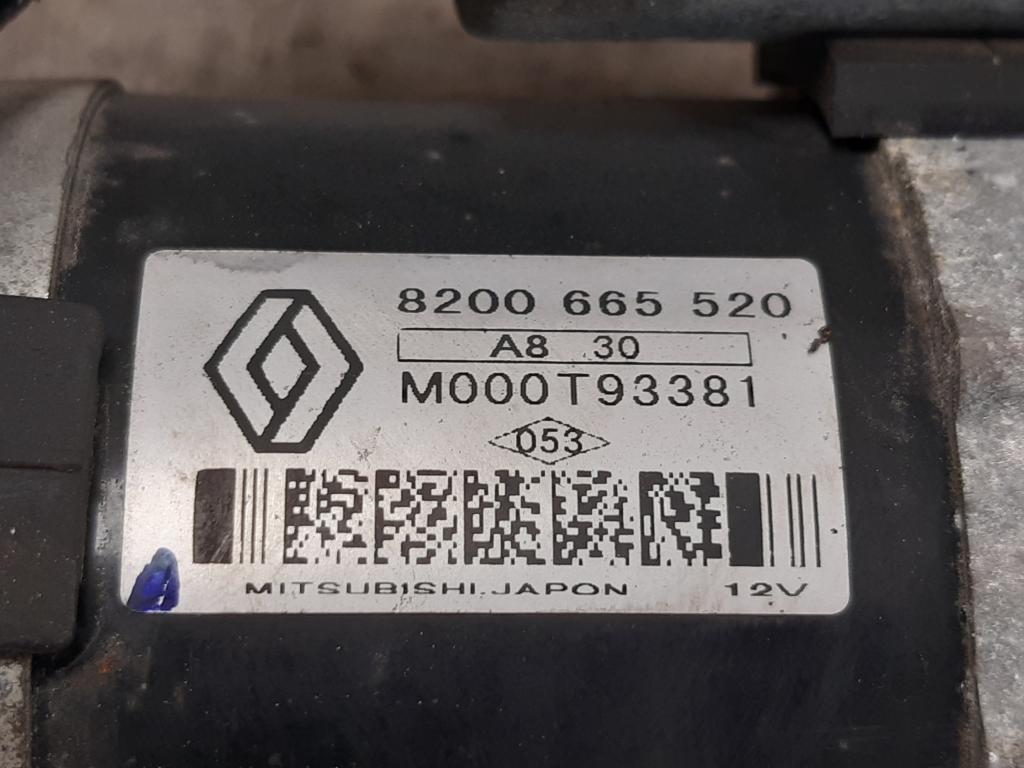 8200 665 520
A8 30
M000T93381
053
MITSUBISHI.JAPON 12V